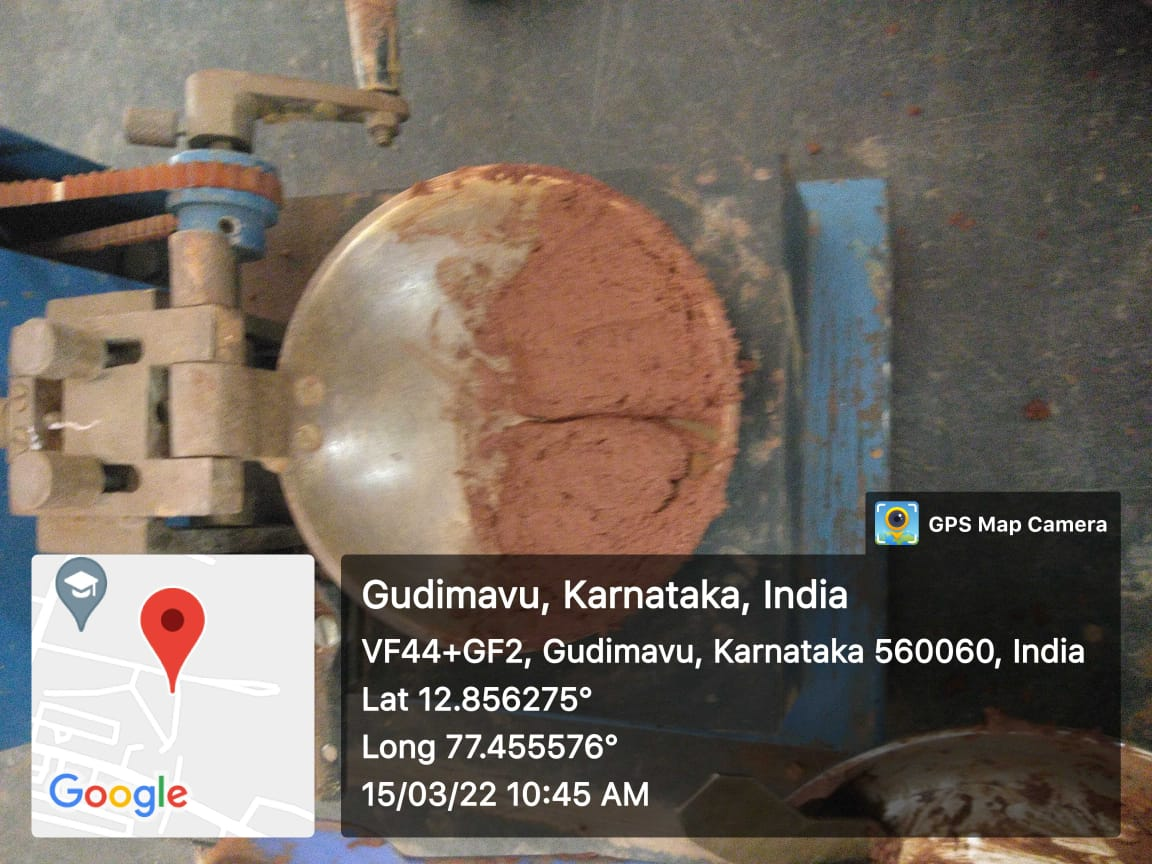 GPS Map Camera
Gudimavu, Karnataka, India
VF44+GF2, Gudimavu, Karnataka 560060, India
Lat 12.856275°
Long 77.455576°
15/03/22 10:45 AM
Google